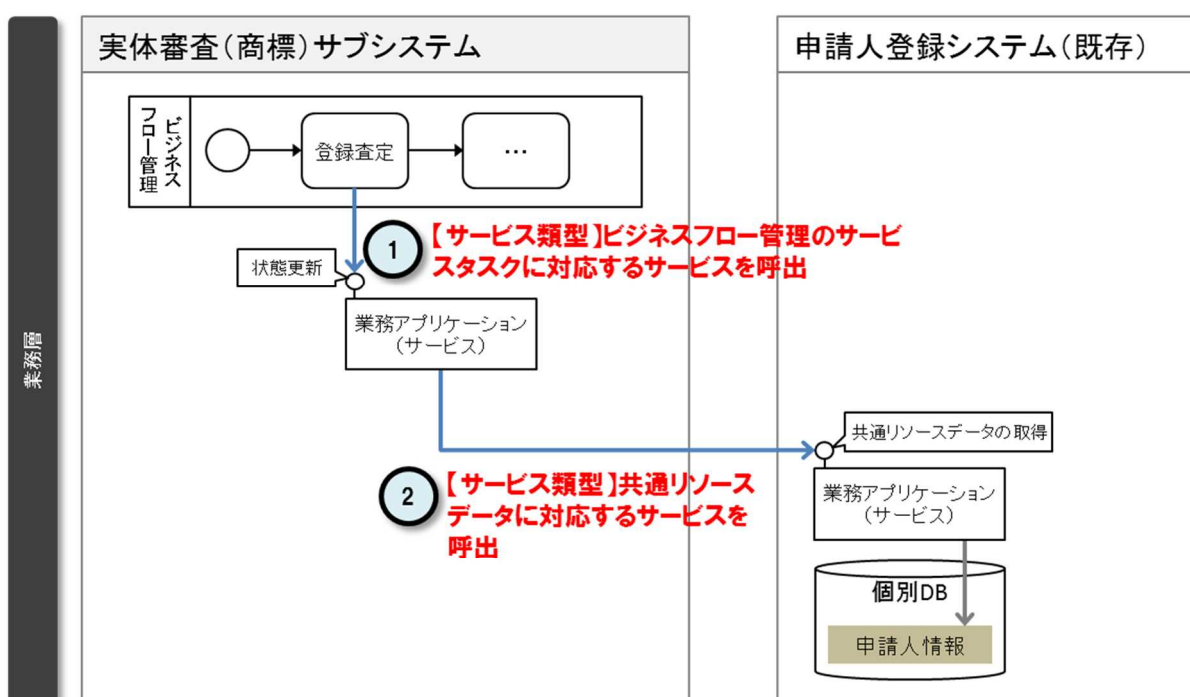 業務層
実体審査(商標)サブシステム
ビジネス
フロー管理
登録査定
…
1
【サービス類型】ビジネスフロー管理のサービ
スタスクに対応するサービスを呼出
状態更新
業務アプリケーション
(サービス)
2
【サービス類型】共通リソース
データに対応するサービスを
呼出
申請人登録システム(既存)
共通リソースデータの取得
業務アプリケーション
(サービス)
個別DB
申請人情報